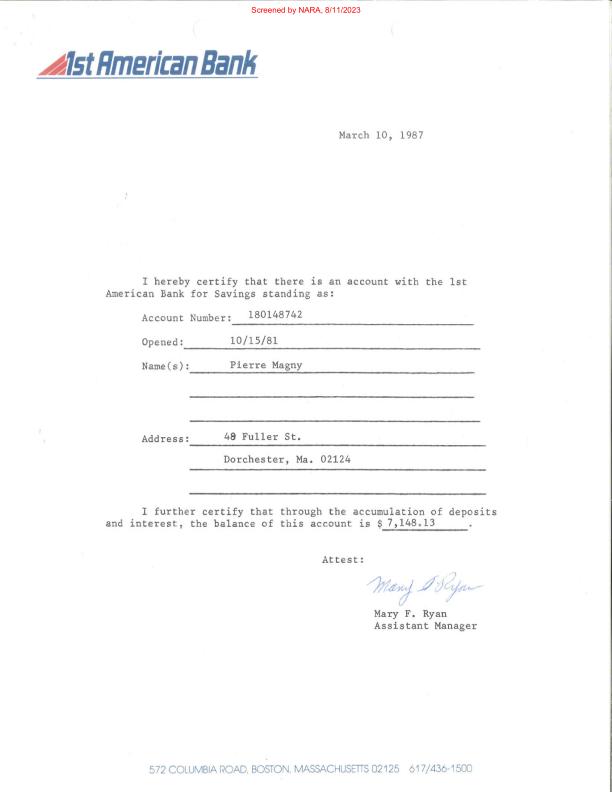 Screened by NARA, 8/11/2023
1st American Bank
March 10, 1987
I hereby certify that there is an account with the 1st
American Bank for Savings standing as:
Account Number: 180148742
Opened: 10/15/81
Name(s): Pierre Magny
Address: 48 Fuller St.
Dorchester, Ma. 02124
I further certify that through the accumulation of deposits
and interest, the balance of this account is $ 7,148.13 .
Attest:
Mary F Ryan
Mary F. Ryan
Assistant Manager
572 COLUMBIA ROAD, BOSTON, MASSACHUSETTS 02125 617/436-1500